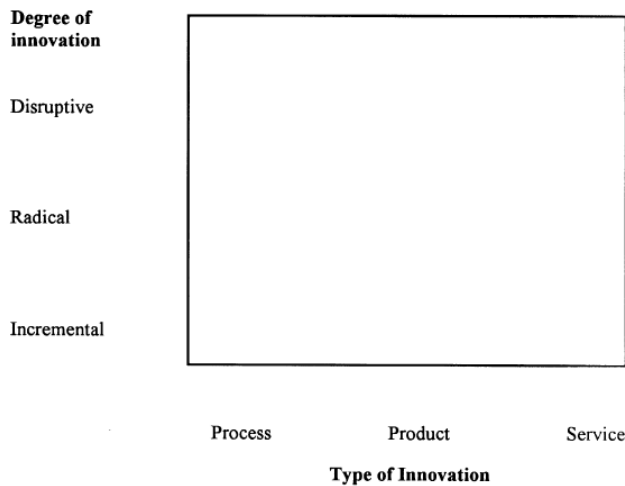 Degree of
innovation
Disruptive
Radical
Incremental
Process Product Service
Type of Innovation